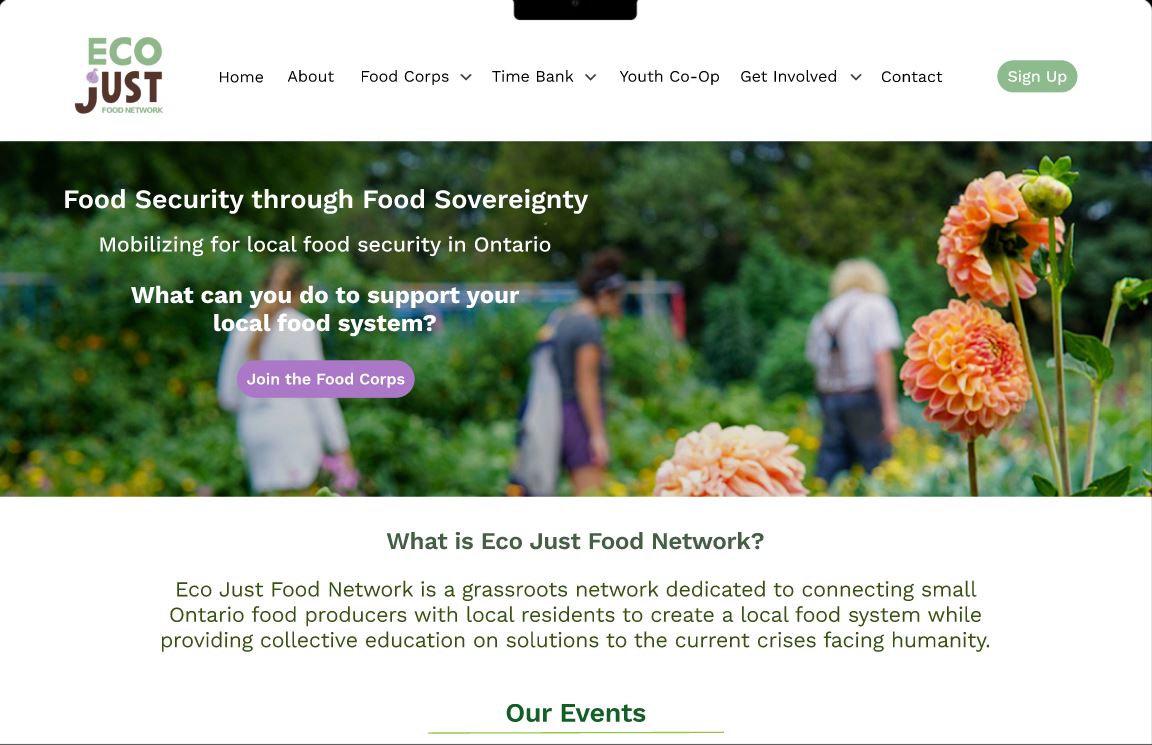 ECO
JUST
FOOD NETWORK
Home About Food Corps Time Bank Youth Co-Op Get Involved Contact Sign Up
Food Security through Food Sovereignty
Mobilizing for local food security in Ontario
What can you do to support your
local food system?
Join the Food Corps
What is Eco Just Food Network?
Eco Just Food Network is a grassroots network dedicated to connecting small
Ontario food producers with local residents to create a local food system while
providing collective education on solutions to the current crises facing humanity.
Our Events